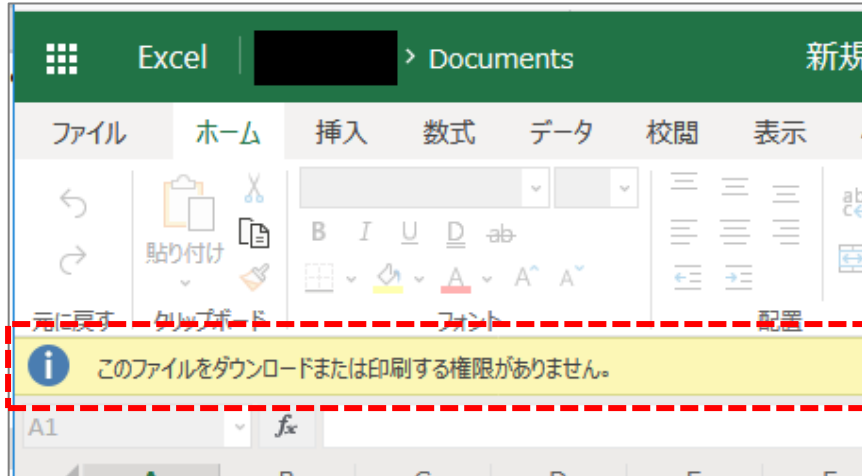 Excel
> Documents
新規
ファイル ホーム 挿入 数式 データ 校閲 表示
貼り付け
B I U D ab
A A^ Aˇ
ab
元に戻す クリップボード フォント 配置
このファイルをダウンロードまたは印刷する権限がありません。
A1 fx
A B C D E F